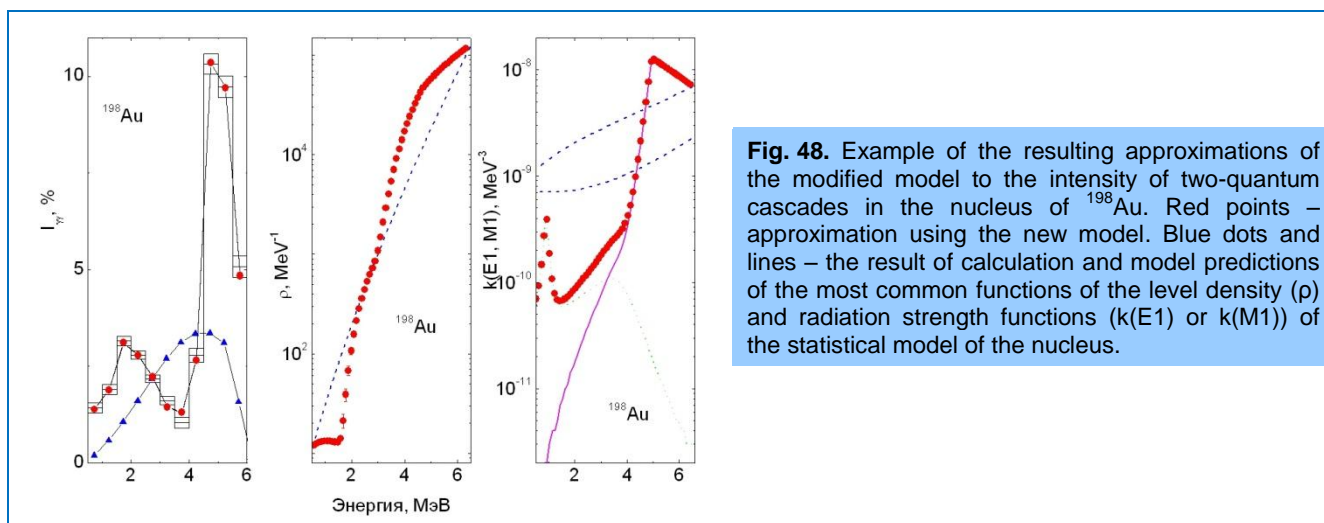 10
5
0
I_γγ, %
¹⁹⁸Au
2 4 6
10⁴
10²
ρ, MeV⁻¹
¹⁹⁸Au
2 4 6
Энергия, МэВ
10⁻⁸
10⁻⁹
10⁻¹⁰
10⁻¹¹
k(E1, M1), MeV⁻³
¹⁹⁸Au
2 4 6
Fig. 48. Example of the resulting approximations of
the modified model to the intensity of two-quantum
cascades in the nucleus of ¹⁹⁸Au. Red points –
approximation using the new model. Blue dots and
lines – the result of calculation and model predictions
of the most common functions of the level density (ρ)
and radiation strength functions (k(E1) or k(M1)) of
the statistical model of the nucleus.